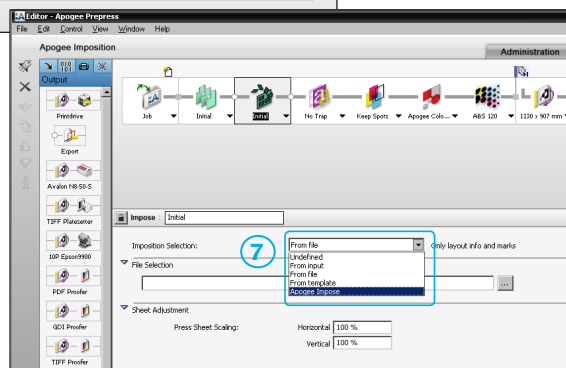 Editor - Apogee Prepress
File Edit Control View Window Help
Apogee Imposition
Administration
Output
Printdrive
Export
Avalon N8-50-S
TIFF Platesetter
10P Epson9900
PDF Proofer
GDI Proofer
TIFF Proofer
Job Initial Initial No Trap Keep Spots Apogee Colo... ABS 120 1130 x 907 mm
Impose : Initial
7
Imposition Selection: From file Only layout info and marks
Undefined
From input
From file
From template
Apogee Impose
File Selection
...
Sheet Adjustment
Press Sheet Scaling: Horizontal 100 %
Vertical 100 %